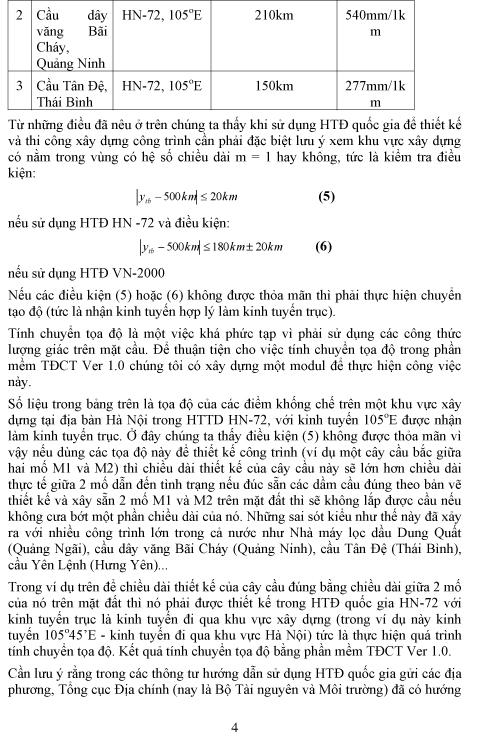 2 Cầu dây HN-72, 105°E 210km 540mm/1k
văng Bãi m
Cháy,
Quảng Ninh
3 Cầu Tân Đệ, HN-72, 105°E 150km 277mm/1k
Thái Bình m
Từ những điều đã nêu ở trên chúng ta thấy khi sử dụng HTĐ quốc gia để thiết kế
và thi công xây dựng công trình cần phải đặc biệt lưu ý xem khu vực xây dựng
có nằm trong vùng có hệ số chiều dài m = 1 hay không, tức là kiểm tra điều
kiện:
|y_tb − 500km| ≤ 20km (5)
nếu sử dụng HTĐ HN -72 và điều kiện:
|y_tb − 500km| ≤ 180km ± 20km (6)
nếu sử dụng HTĐ VN-2000
Nếu các điều kiện (5) hoặc (6) không được thỏa mãn thì phải thực hiện chuyển
tạo độ (tức là nhận kinh tuyến hợp lý làm kinh tuyến trục).
Tính chuyển tọa độ là một việc khá phức tạp vì phải sử dụng các công thức
lượng giác trên mặt cầu. Để thuận tiện cho việc tính chuyển tọa độ trong phần
mềm TĐCT Ver 1.0 chúng tôi có xây dựng một modul để thực hiện công việc
này.
Số liệu trong bảng trên là tọa độ của các điểm khống chế trên một khu vực xây
dựng tại địa bàn Hà Nội trong HTTD HN-72, với kinh tuyến 105°E được nhận
làm kinh tuyến trục. Ở đây chúng ta thấy điều kiện (5) không được thỏa mãn vì
vậy nếu dùng các tọa độ này để thiết kế công trình (ví dụ một cây cầu bắc giữa
hai mố M1 và M2) thì chiều dài thiết kế của cây cầu này sẽ lớn hơn chiều dài
thực tế giữa 2 mố dẫn đến tình trạng nếu đúc sẵn các dầm cầu đúng theo bản vẽ
thiết kế và xây sẵn 2 mố M1 và M2 trên mặt đất thì sẽ không lắp được cầu nếu
không cưa bớt một phần chiều dài của nó. Những sai sót kiểu như thế này đã xảy
ra với nhiều công trình lớn trong cả nước như Nhà máy lọc dầu Dung Quất
(Quảng Ngãi), cầu dây văng Bãi Cháy (Quảng Ninh), cầu Tân Đệ (Thái Bình),
cầu Yên Lệnh (Hưng Yên)...
Trong ví dụ trên để chiều dài thiết kế của cây cầu đúng bằng chiều dài giữa 2 mố
của nó trên mặt đất thì nó phải được thiết kế trong HTĐ quốc gia HN-72 với
kinh tuyến trục là kinh tuyến đi qua khu vực xây dựng (trong ví dụ này kinh
tuyến 105°45’E - kinh tuyến đi qua khu vực Hà Nội) tức là thực hiện quá trình
tính chuyển tọa độ. Kết quả tính chuyển tọa độ bằng phần mềm TĐCT Ver 1.0.
Cần lưu ý rằng trong các thông tư hướng dẫn sử dụng HTĐ quốc gia gửi các địa
phương, Tổng cục Địa chính (nay là Bộ Tài nguyên và Môi trường) đã có hướng
4